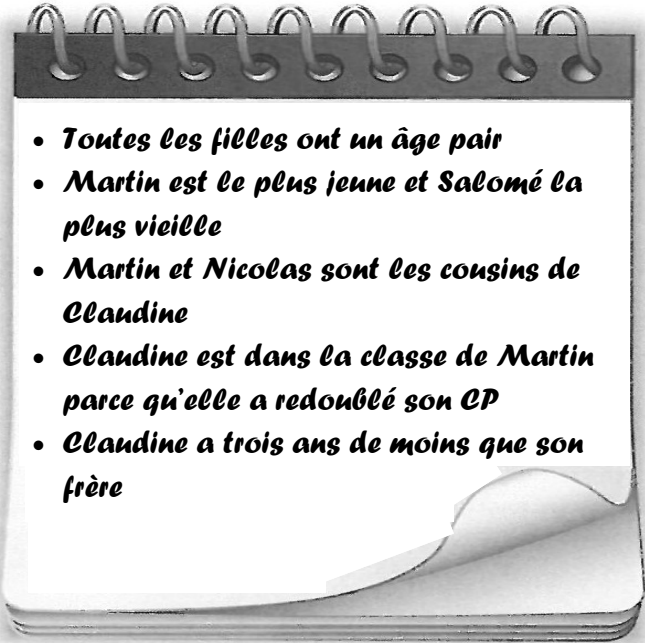 • Toutes les filles ont un âge pair
• Martin est le plus jeune et Salomé la
plus vieille
• Martin et Nicolas sont les cousins de
Claudine
• Claudine est dans la classe de Martin
parce qu'elle a redoublé son CP
• Claudine a trois ans de moins que son
frère